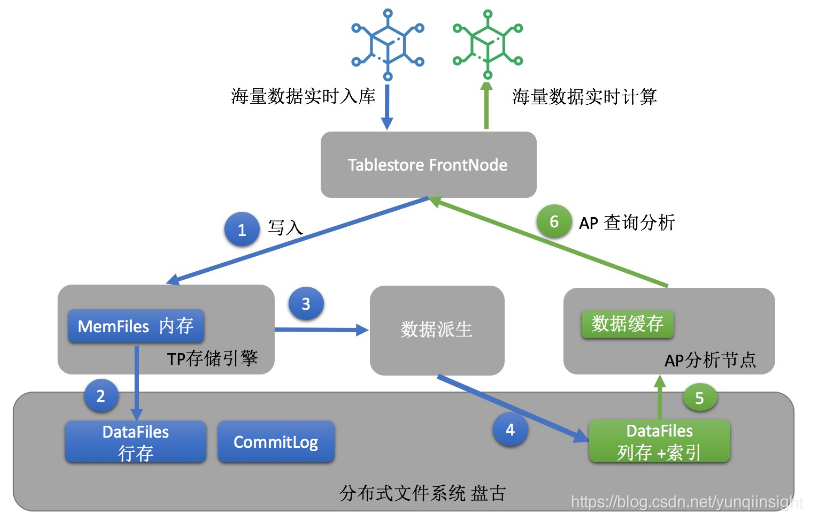 海量数据实时入库
海量数据实时计算
Tablestore FrontNode
1
写入
6
AP 查询分析
3
MemFiles 内存
TP存储引擎
数据派生
数据缓存
AP分析节点
2
5
DataFiles
行存
CommitLog
4
DataFiles
列存 +索引
分布式文件系统 盘古
https://blog.csdn.net/yunqiinsight